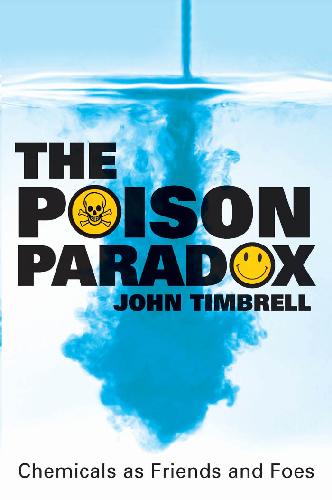 THE
POISON
PARADOX
JOHN TIMBRELL
Chemicals as Friends and Foes